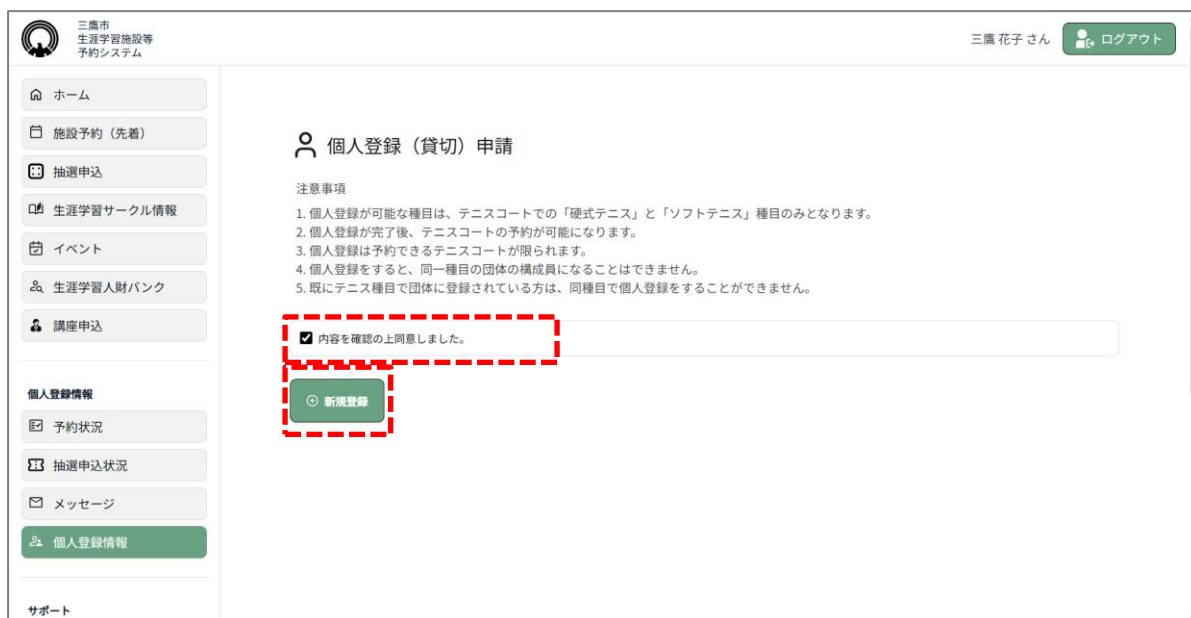 三鷹市
生涯学習施設等
予約システム
三鷹 花子 さん
ログアウト
ホーム
施設予約（先着）
抽選申込
生涯学習サークル情報
イベント
生涯学習人財バンク
講座申込
個人登録情報
予約状況
抽選申込状況
メッセージ
個人登録情報
サポート
個人登録（貸切）申請
注意事項
1. 個人登録が可能な種目は、テニスコートでの「硬式テニス」と「ソフトテニス」種目のみとなります。
2. 個人登録が完了後、テニスコートの予約が可能になります。
3. 個人登録は予約できるテニスコートが限られます。
4. 個人登録をすると、同一種目の団体の構成員になることはできません。
5. 既にテニス種目で団体に登録されている方は、同種目で個人登録をすることができません。
内容を確認の上同意しました。
新規登録